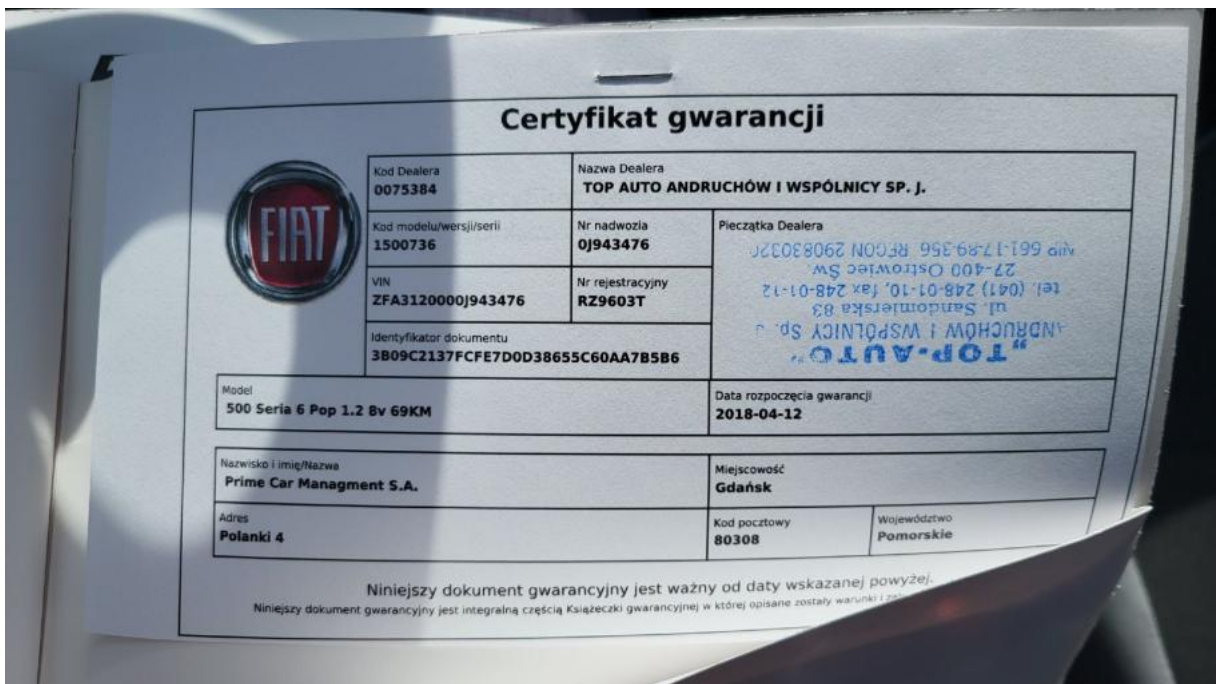 Certyfikat gwarancji
FIAT
Kod Dealera
0075384
Nazwa Dealera
TOP AUTO ANDRUCHÓW I WSPÓLNICY SP. J.
Kod modelu/wersji/serii
1500736
Nr nadwozia
0J943476
Pieczątka Dealera
VIN
ZFA3120000J943476
Nr rejestracyjny
RZ9603T
Identyfikator dokumentu
3B09C2137FCFE7D0D38655C60AA7B5B6
„TOP-AUTO”
ANDRUCHÓW I WSPÓLNICY Sp.
ul. Sandomierska 83
tel. (041) 248-01-10, fax 248-01-12
27-400 Ostrowiec Św.
NIP 661-17-89-356 REGON
Model
500 Seria 6 Pop 1.2 8v 69KM
Data rozpoczęcia gwarancji
2018-04-12
Nazwisko i imię/Nazwa
Prime Car Managment S.A.
Miejscowość
Gdańsk
Adres
Polanki 4
Kod pocztowy
80308
Województwo
Pomorskie
Niniejszy dokument gwarancyjny jest ważny od daty wskazanej powyżej.
Niniejszy dokument gwarancyjny jest integralną częścią Książeczki gwarancyjnej w której opisane zostały warunki i